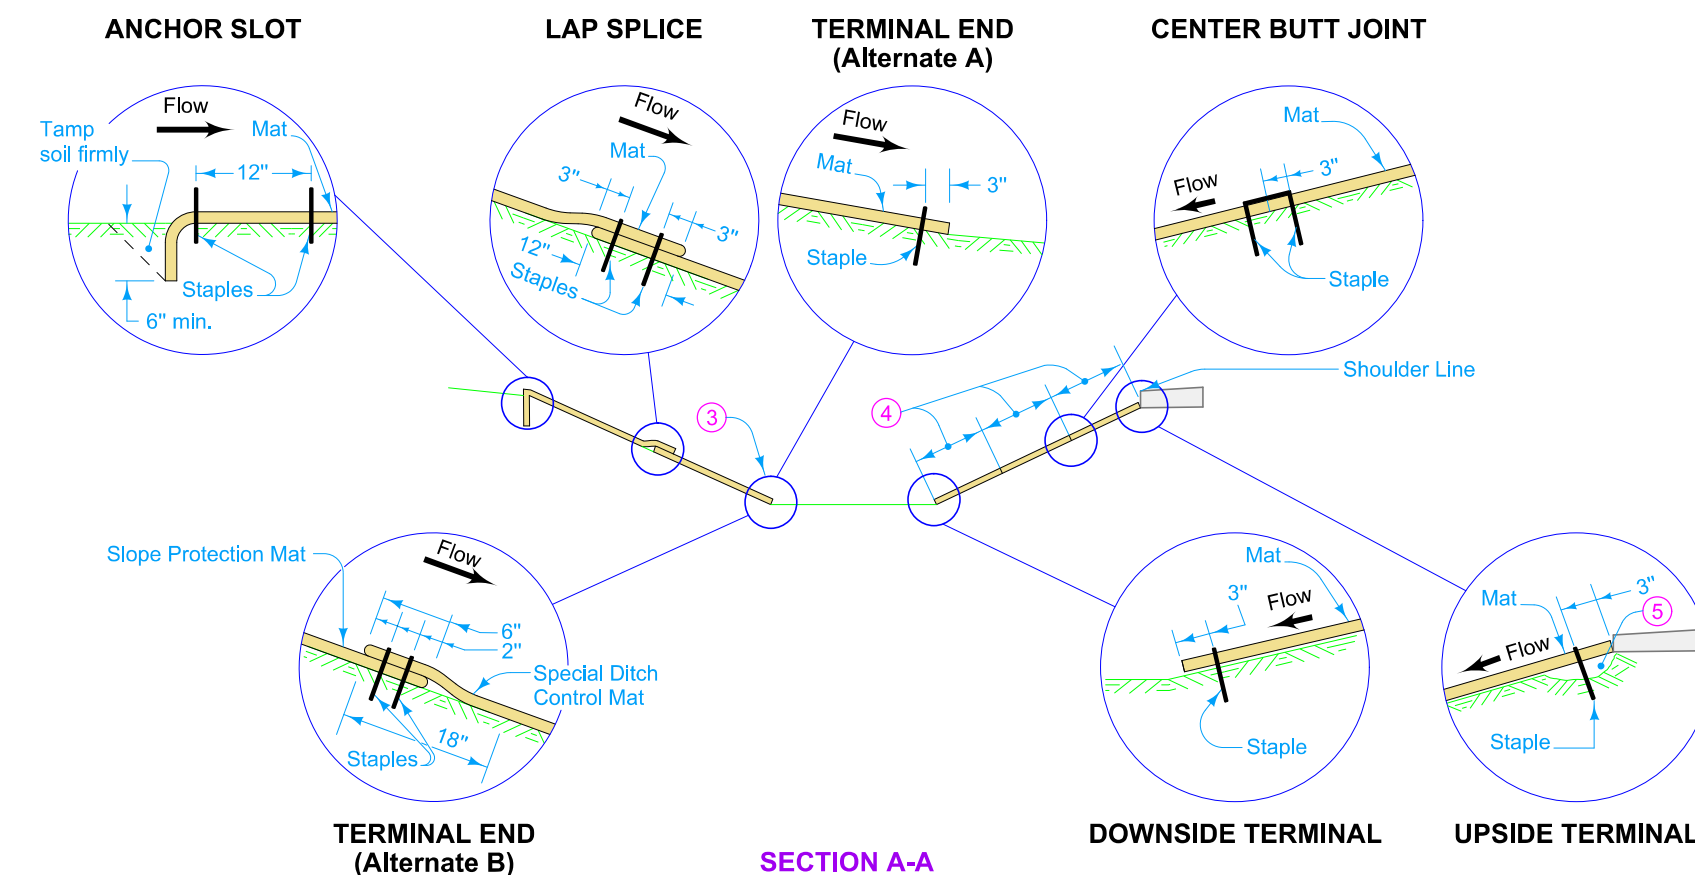 ANCHOR SLOT
LAP SPLICE
TERMINAL END
(Alternate A)
CENTER BUTT JOINT
Flow
Tamp
soil firmly
Mat
12"
Staples
6" min.
Flow
Mat
3"
3"
12"
Staples
Flow
Mat
3"
Staple
Mat
3"
Flow
Staple
Shoulder Line
3
4
Slope Protection Mat
Flow
6"
2"
Special Ditch
Control Mat
18"
Staples
Mat
3"
Flow
Staple
Mat
3"
5
Flow
Staple
TERMINAL END
(Alternate B)
SECTION A-A
DOWNSIDE TERMINAL
UPSIDE TERMINAL